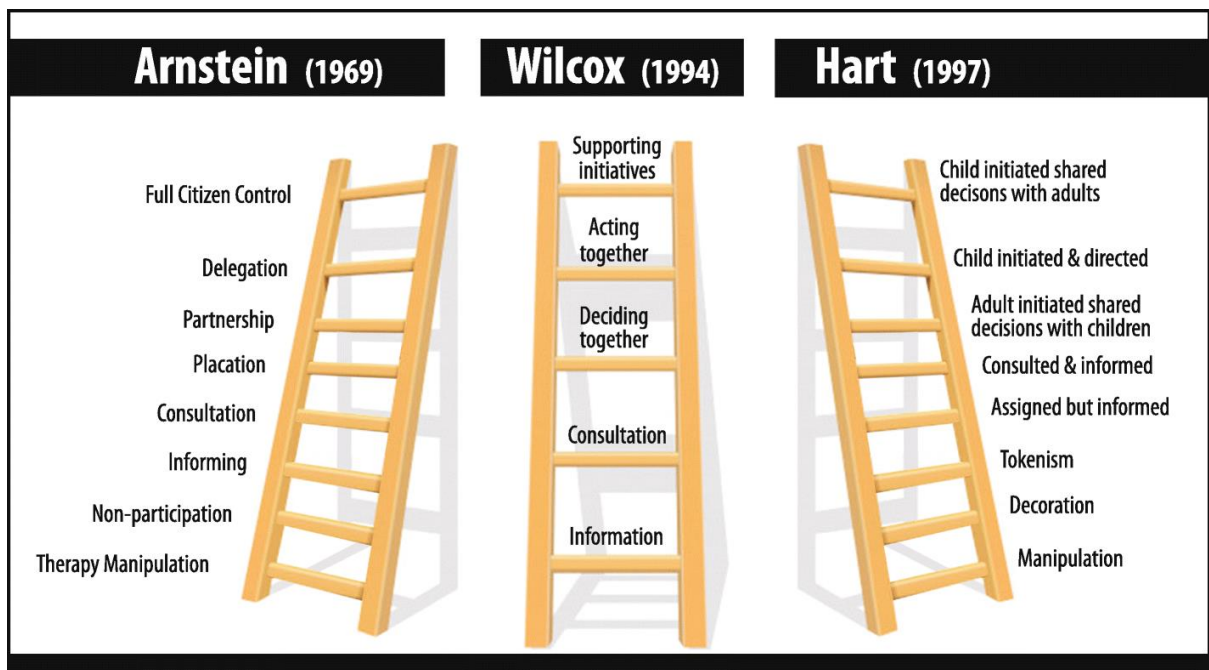 Arnstein (1969)
Full Citizen Control
Delegation
Partnership
Placation
Consultation
Informing
Non-participation
Therapy Manipulation
Wilcox (1994)
Supporting
initiatives
Acting
together
Deciding
together
Consultation
Information
Hart (1997)
Child initiated shared
decisons with adults
Child initiated & directed
Adult initiated shared
decisions with children
Consulted & informed
Assigned but informed
Tokenism
Decoration
Manipulation